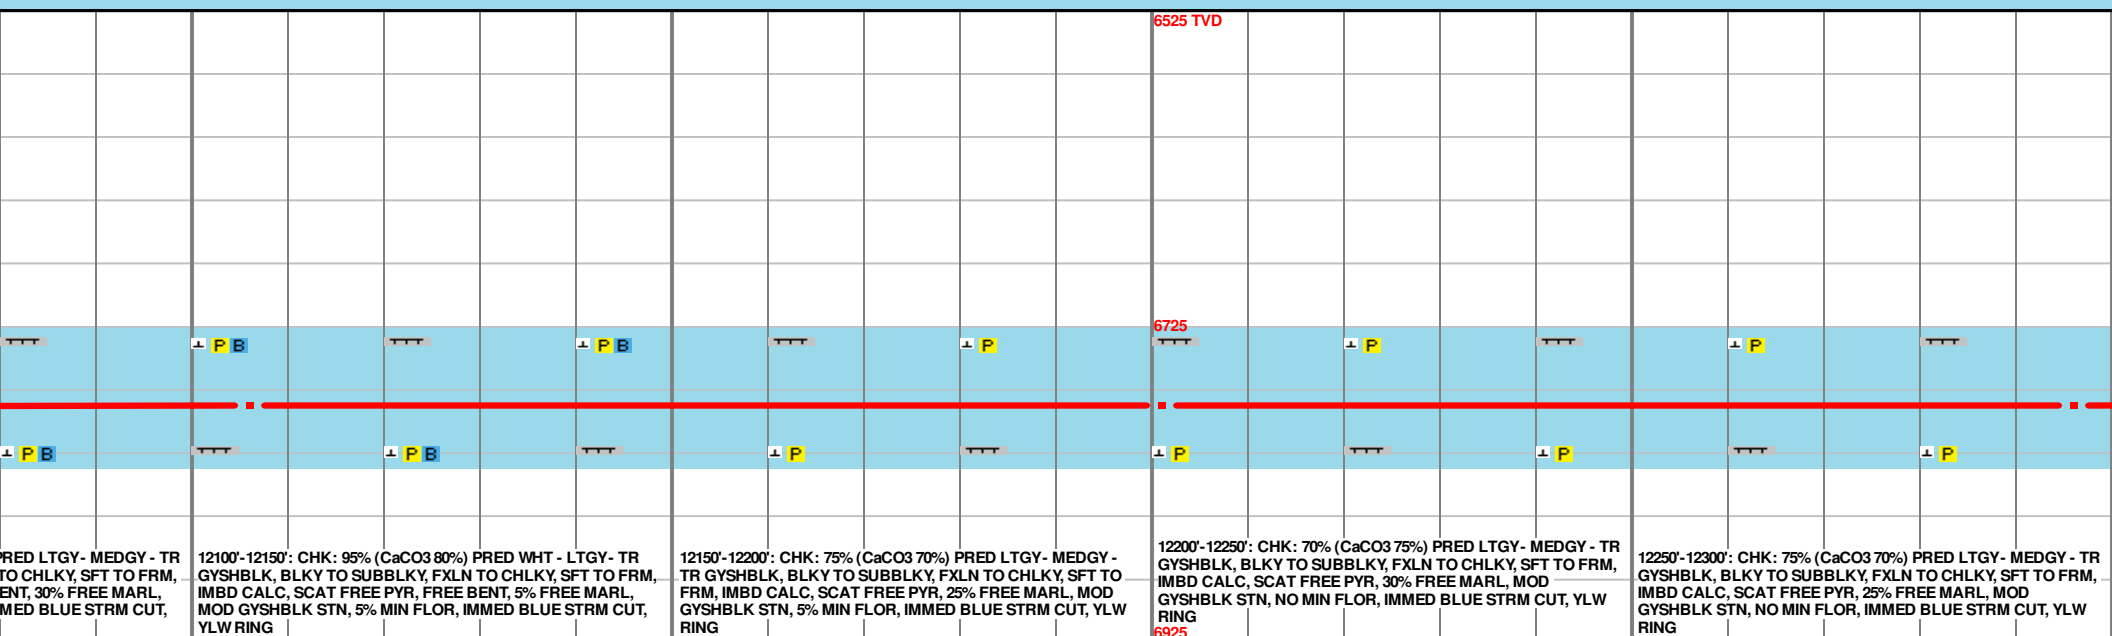 6525 TVD
6725
P B
P B
P
P
P
P B
P B
P
P
P
P
PRED LTGY- MEDGY - TR
TO CHLKY, SFT TO FRM,
ENT, 30% FREE MARL,
MED BLUE STRM CUT,
12100'-12150': CHK: 95% (CaCO3 80%) PRED WHT - LTGY- TR
GYSHBLK, BLKY TO SUBBLKY, FXLN TO CHLKY, SFT TO FRM,
IMBD CALC, SCAT FREE PYR, FREE BENT, 5% FREE MARL,
MOD GYSHBLK STN, 5% MIN FLOR, IMMED BLUE STRM CUT,
YLW RING
12150'-12200': CHK: 75% (CaCO3 70%) PRED LTGY- MEDGY -
TR GYSHBLK, BLKY TO SUBBLKY, FXLN TO CHLKY, SFT TO
FRM, IMBD CALC, SCAT FREE PYR, 25% FREE MARL, MOD
GYSHBLK STN, 5% MIN FLOR, IMMED BLUE STRM CUT, YLW
RING
12200'-12250': CHK: 70% (CaCO3 75%) PRED LTGY- MEDGY - TR
GYSHBLK, BLKY TO SUBBLKY, FXLN TO CHLKY, SFT TO FRM,
IMBD CALC, SCAT FREE PYR, 30% FREE MARL, MOD
GYSHBLK STN, NO MIN FLOR, IMMED BLUE STRM CUT, YLW
RING
6925
12250'-12300': CHK: 75% (CaCO3 70%) PRED LTGY- MEDGY - TR
GYSHBLK, BLKY TO SUBBLKY, FXLN TO CHLKY, SFT TO FRM,
IMBD CALC, SCAT FREE PYR, 25% FREE MARL, MOD
GYSHBLK STN, NO MIN FLOR, IMMED BLUE STRM CUT, YLW
RING